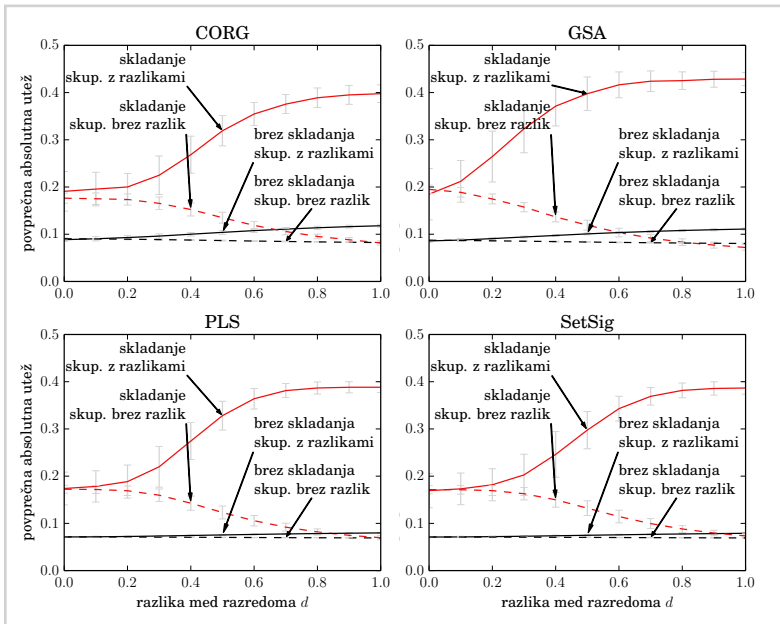 CORG
povprečna absolutna utež
0.5
0.4
0.3
0.2
0.1
0.0
0.0 0.2 0.4 0.6 0.8 1.0
skladanje
skup. z razlikami
skladanje
skup. brez razlik
brez skladanja
skup. z razlikami
brez skladanja
skup. brez razlik
GSA
0.5
0.4
0.3
0.2
0.1
0.0
0.0 0.2 0.4 0.6 0.8 1.0
skladanje
skup. z razlikami
skladanje
skup. brez razlik
brez skladanja
skup. z razlikami
brez skladanja
skup. brez razlik
PLS
povprečna absolutna utež
0.5
0.4
0.3
0.2
0.1
0.0
0.0 0.2 0.4 0.6 0.8 1.0
razlika med razredoma d
skladanje
skup. z razlikami
skladanje
skup. brez razlik
brez skladanja
skup. z razlikami
brez skladanja
skup. brez razlik
SetSig
0.5
0.4
0.3
0.2
0.1
0.0
0.0 0.2 0.4 0.6 0.8 1.0
razlika med razredoma d
skladanje
skup. z razlikami
skladanje
skup. brez razlik
brez skladanja
skup. z razlikami
brez skladanja
skup. brez razlik